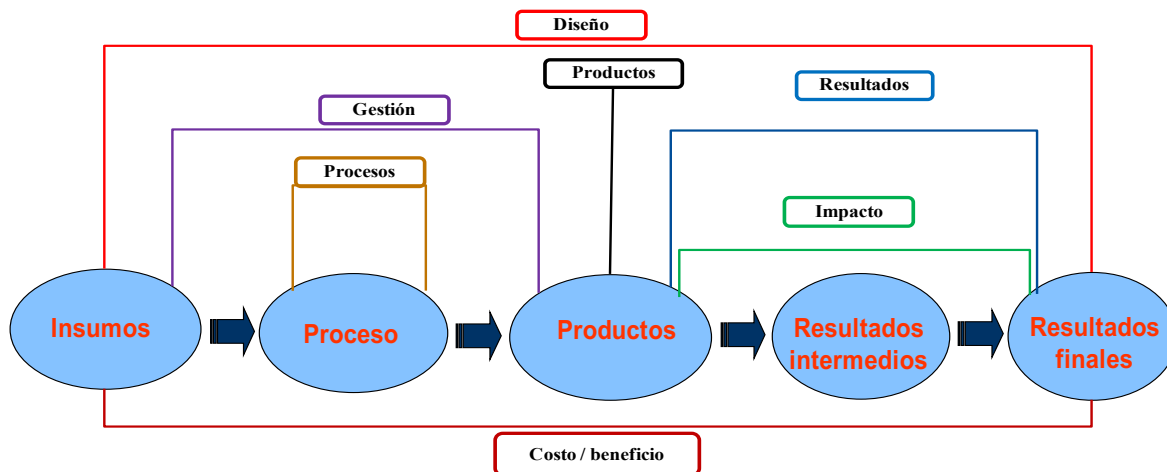 Diseño
Productos
Resultados
Gestión
Procesos
Impacto
Insumos
Proceso
Productos
Resultados
intermedios
Resultados
finales
Costo / beneficio